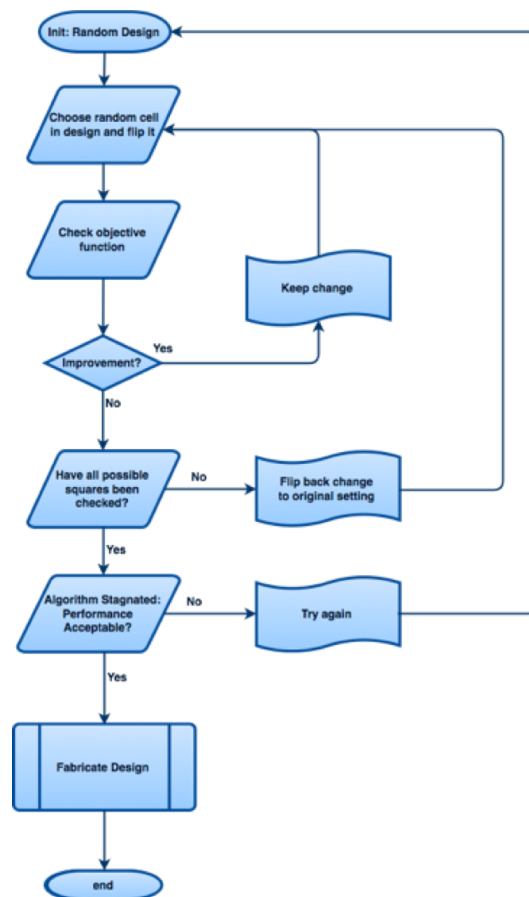 Init: Random Design
Choose random cell
in design and flip it
Check objective
function
Keep change
Improvement?
Yes
No
Have all possible
squares been
checked?
No
Flip back change
to original setting
Yes
Algorithm Stagnated:
Performance
Acceptable?
No
Try again
Yes
Fabricate Design
end